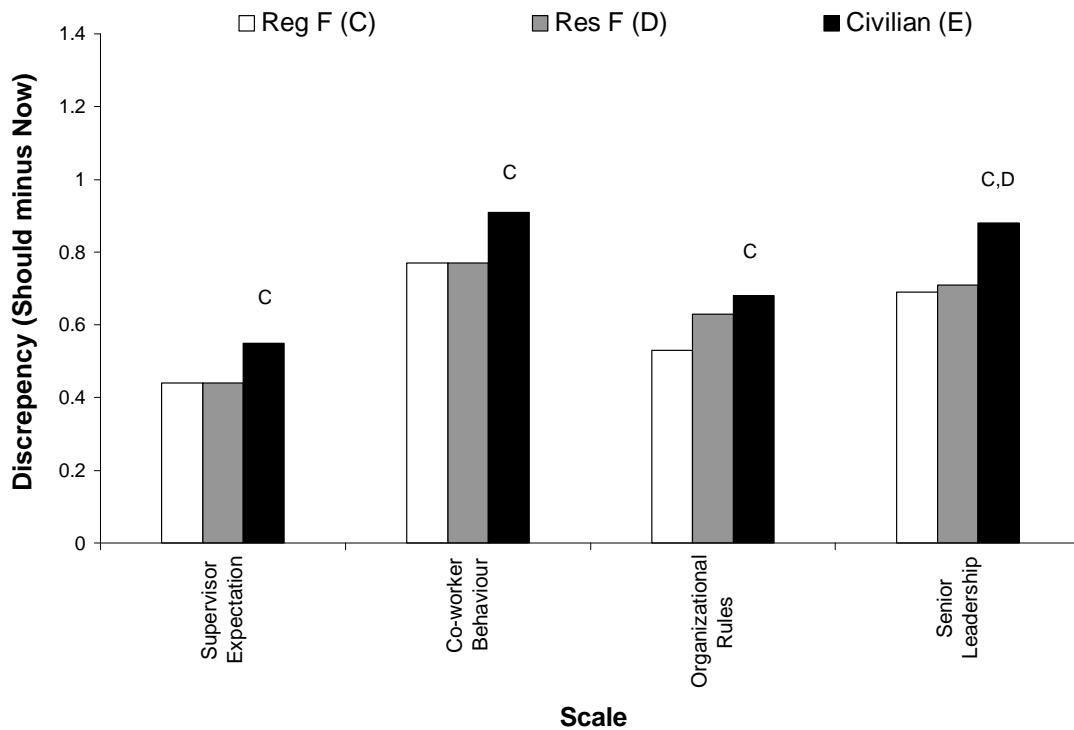 Reg F (C) Res F (D) Civilian (E)
Discrepency (Should minus Now)
1.4
1.2
1
0.8
0.6
0.4
0.2
0
C
C
C
C,D
Supervisor
Expectation
Co-worker
Behaviour
Organizational
Rules
Senior
Leadership
Scale